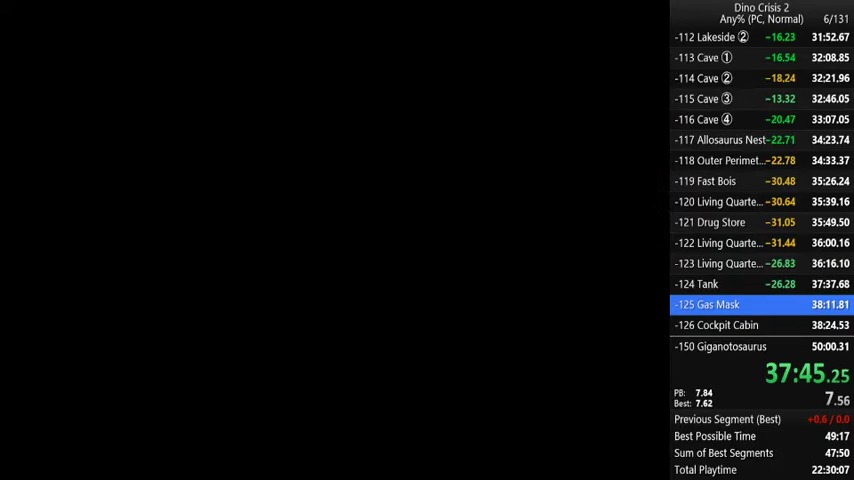 Dino Crisis 2
Any% (PC, Normal) 6/131
-112 Lakeside ② −16.23 31:52.67
-113 Cave ① −16.54 32:08.85
-114 Cave ② −18.24 32:21.96
-115 Cave ③ −13.32 32:46.05
-116 Cave ④ −20.47 33:07.05
-117 Allosaurus Nest −22.71 34:23.74
-118 Outer Perimet... −22.78 34:33.37
-119 Fast Bois −30.48 35:26.24
-120 Living Quarte... −30.64 35:39.16
-121 Drug Store −31.05 35:49.50
-122 Living Quarte... −31.44 36:00.16
-123 Living Quarte... −26.83 36:16.10
-124 Tank −26.28 37:37.68
-125 Gas Mask 38:11.81
-126 Cockpit Cabin 38:24.53
-150 Giganotosaurus 50:00.31
37:45.25
PB: 7.84
Best: 7.62 7.56
Previous Segment (Best) +0.6 / 0.0
Best Possible Time 49:17
Sum of Best Segments 47:50
Total Playtime 22:30:07